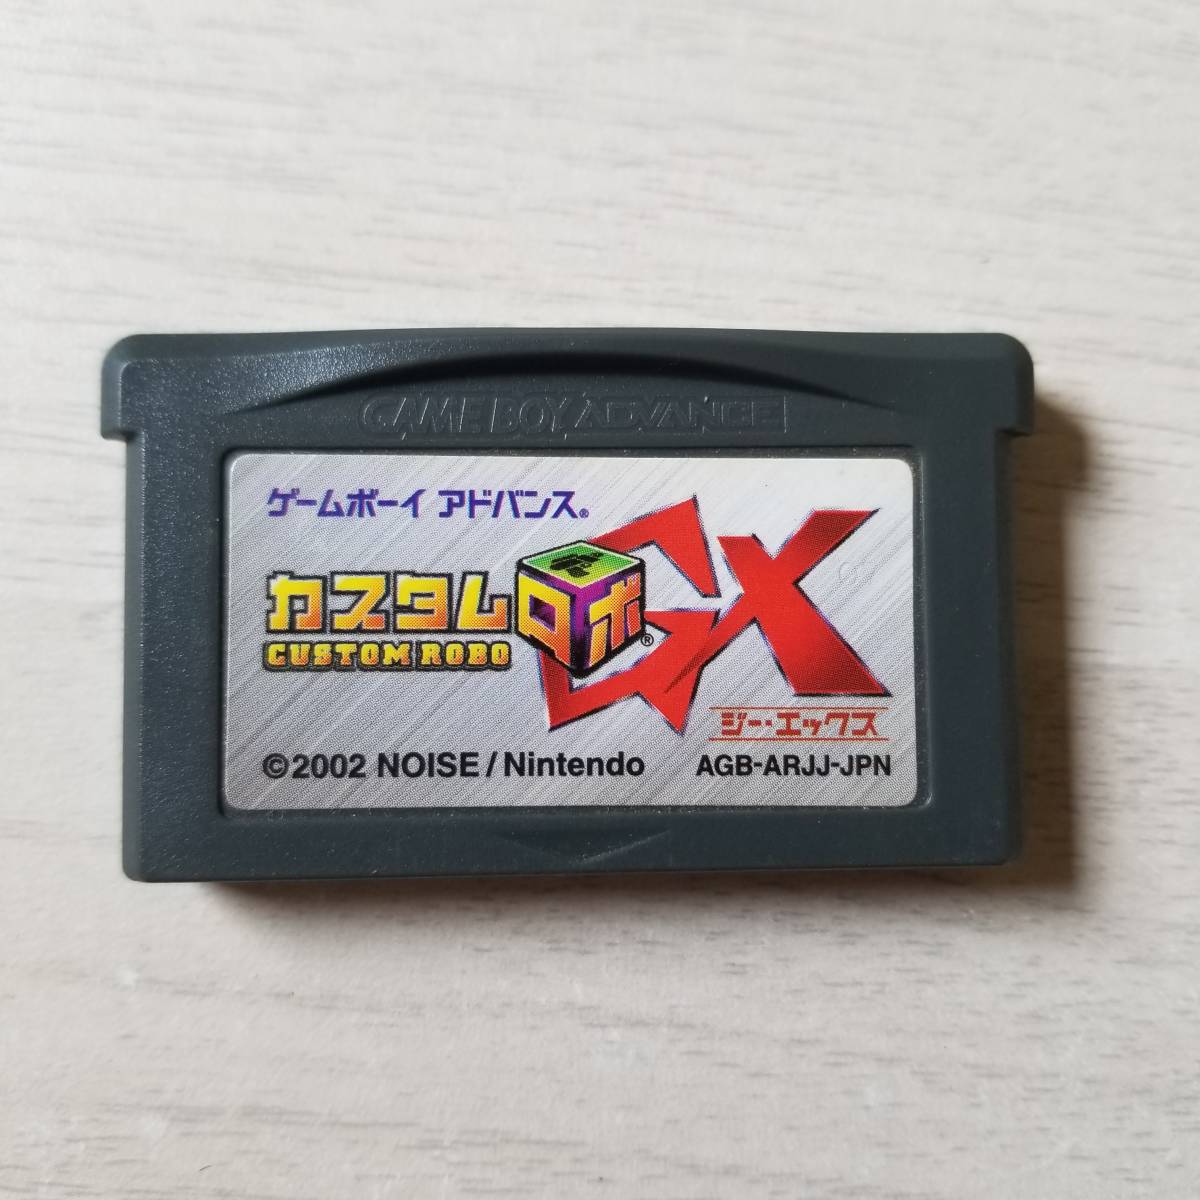 GAME BOY ADVANCE
ゲームボーイ アドバンス®
カスタムロボ® GX
CUSTOM ROBO
ジー・エックス
©2002 NOISE/Nintendo AGB-ARJJ-JPN